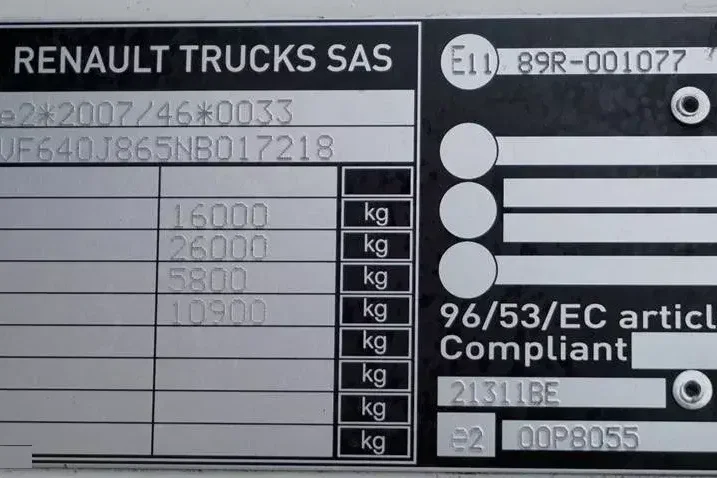 RENAULT TRUCKS SAS
e2*2007/46*0033
VF640J865NB017218
16000 kg
26000 kg
5800 kg
10900 kg
kg
kg
kg
kg
E11 89R-001077
96/53/EC articl
Compliant
21311BE
e2 00P8055